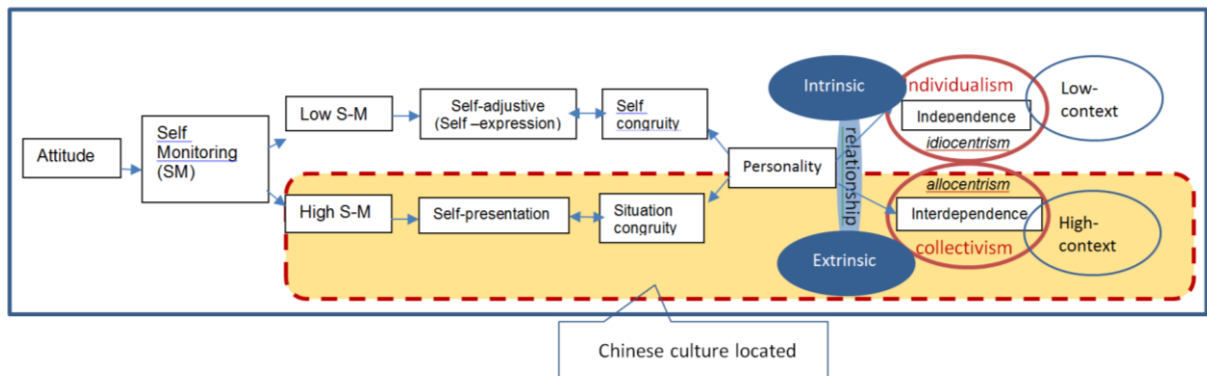 Attitude
Self
Monitoring
(SM)
Low S-M
Self-adjustive
(Self –expression)
Self
congruity
High S-M
Self-presentation
Situation
congruity
Personality
Intrinsic
relationship
Extrinsic
ndividualism
Independence
idiocentrism
Low-
context
allocentrism
Interdependence
collectivism
High-
context
Chinese culture located